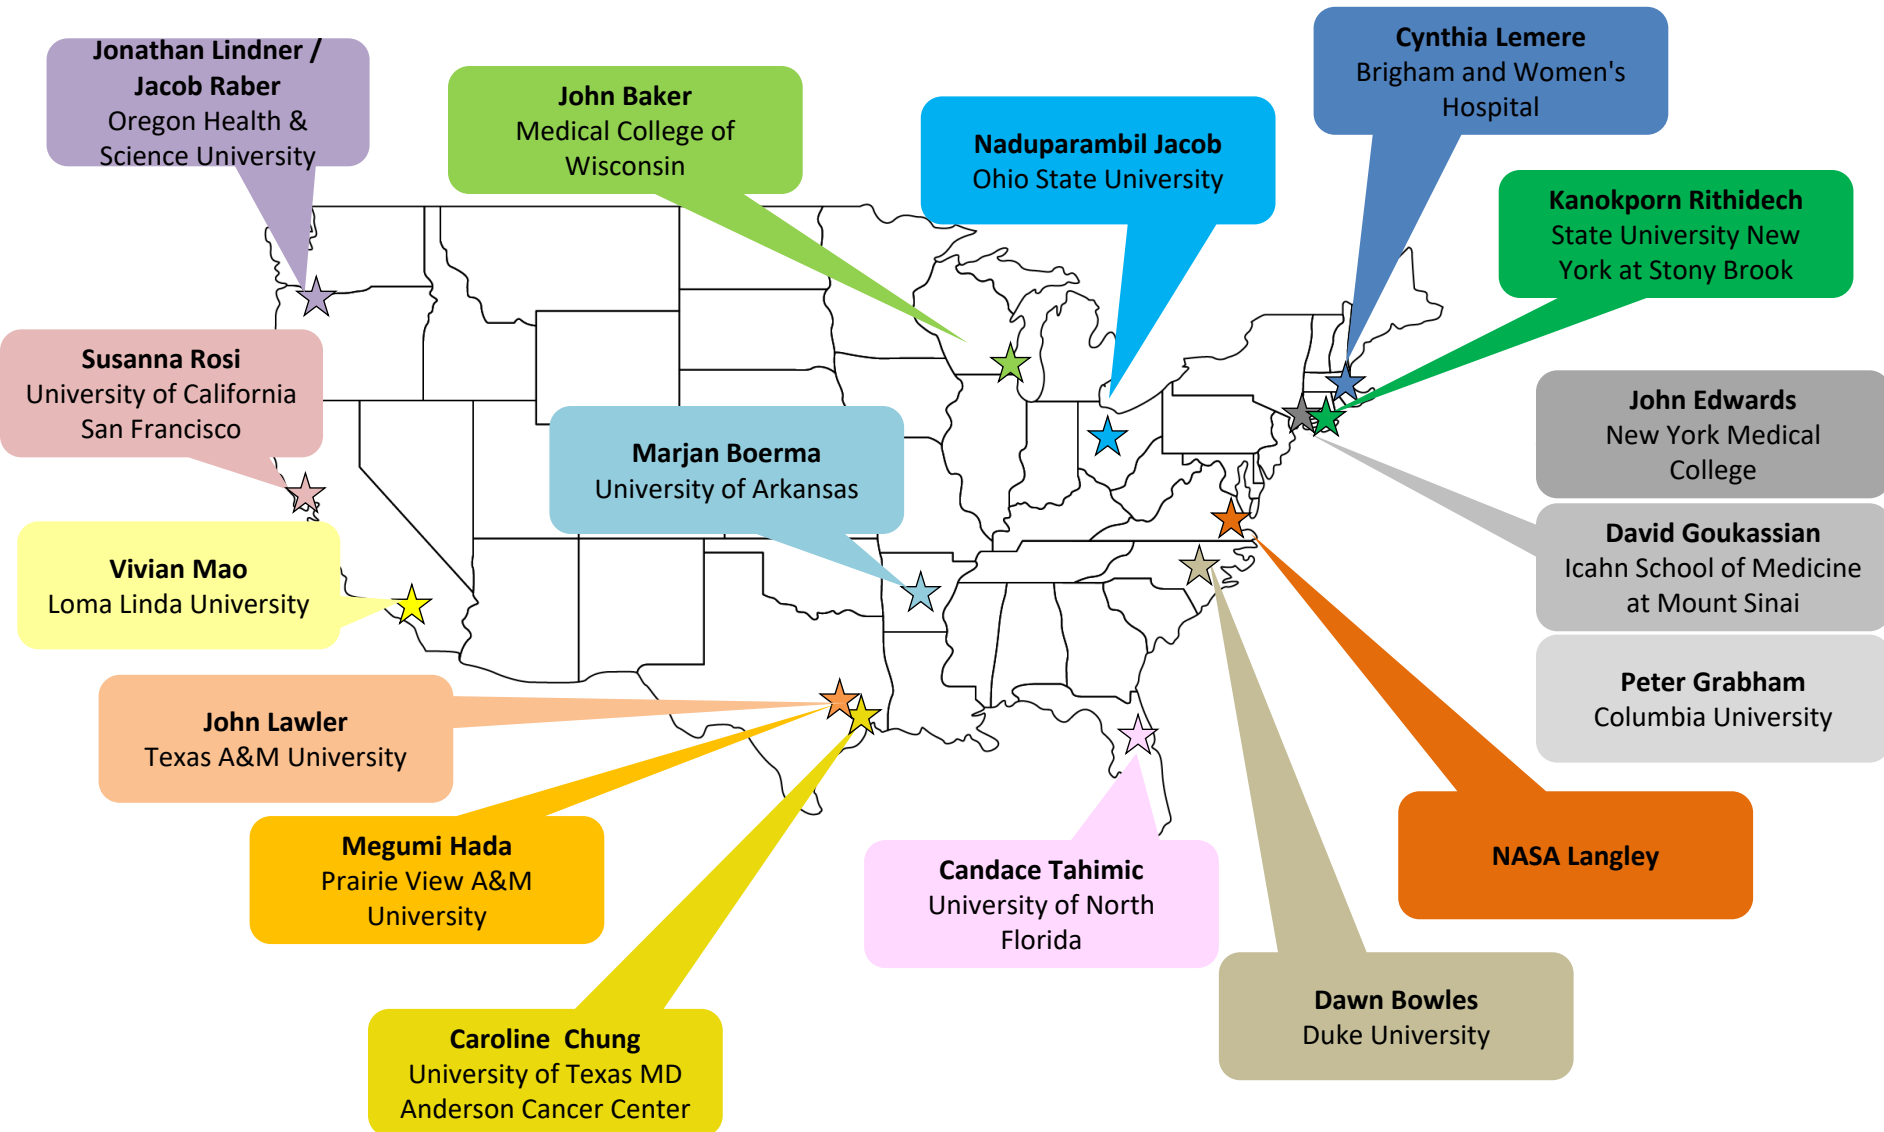 Jonathan Lindner /
Jacob Raber
Oregon Health &
Science University
John Baker
Medical College of
Wisconsin
Naduparambil Jacob
Ohio State University
Cynthia Lemere
Brigham and Women's
Hospital
Kanokporn Rithidech
State University New
York at Stony Brook
Susanna Rosi
University of California
San Francisco
Marjan Boerma
University of Arkansas
John Edwards
New York Medical
College
David Goukassian
Icahn School of Medicine
at Mount Sinai
Vivian Mao
Loma Linda University
Peter Grabham
Columbia University
John Lawler
Texas A&M University
Megumi Hada
Prairie View A&M
University
Candace Tahimic
University of North
Florida
NASA Langley
Dawn Bowles
Duke University
Caroline  Chung
University of Texas MD
Anderson Cancer Center